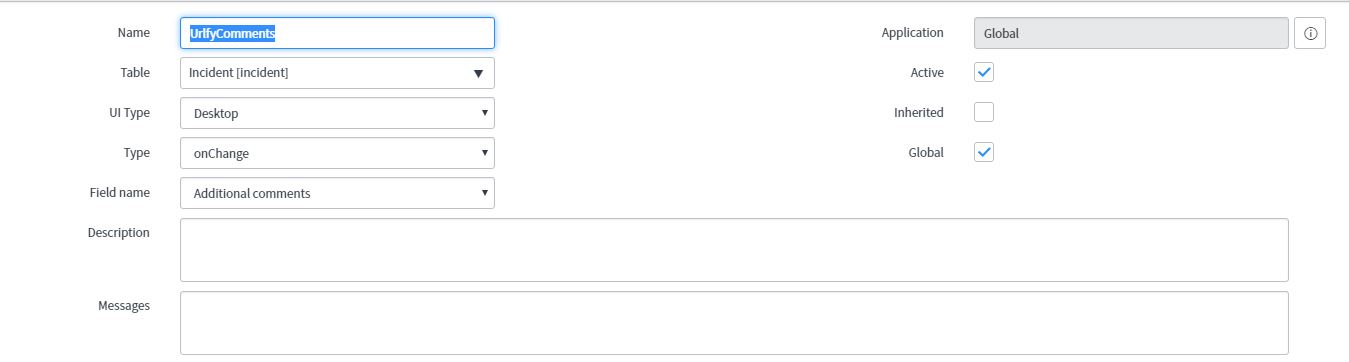 Name UrlfyComments Application Global
Table Incident [incident] Active
UI Type Desktop Inherited
Type onChange Global
Field name Additional comments
Description
Messages